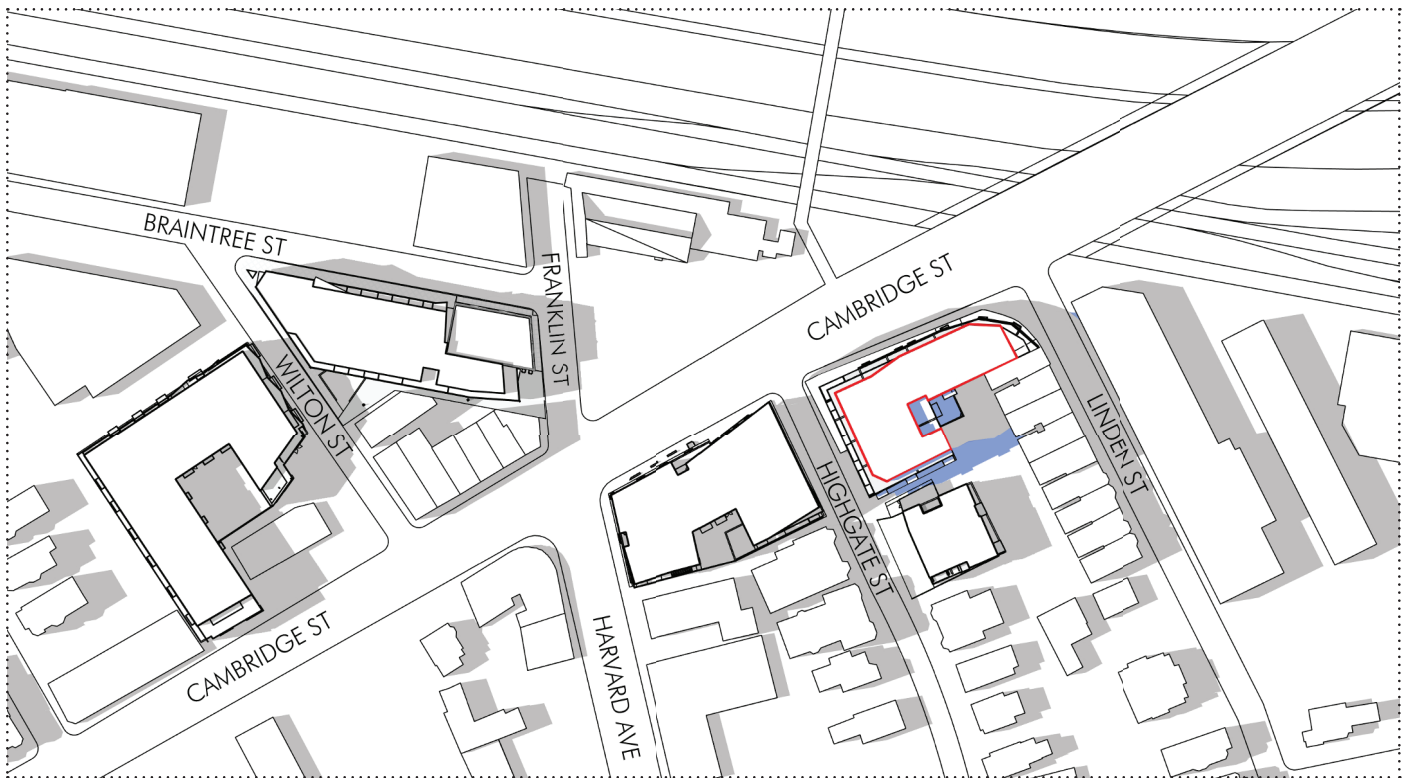 BRAINTREE ST
FRANKLIN ST
CAMBRIDGE ST
WILTON ST
LINDEN ST
HIGHGATE ST
CAMBRIDGE ST
HARVARD AVE